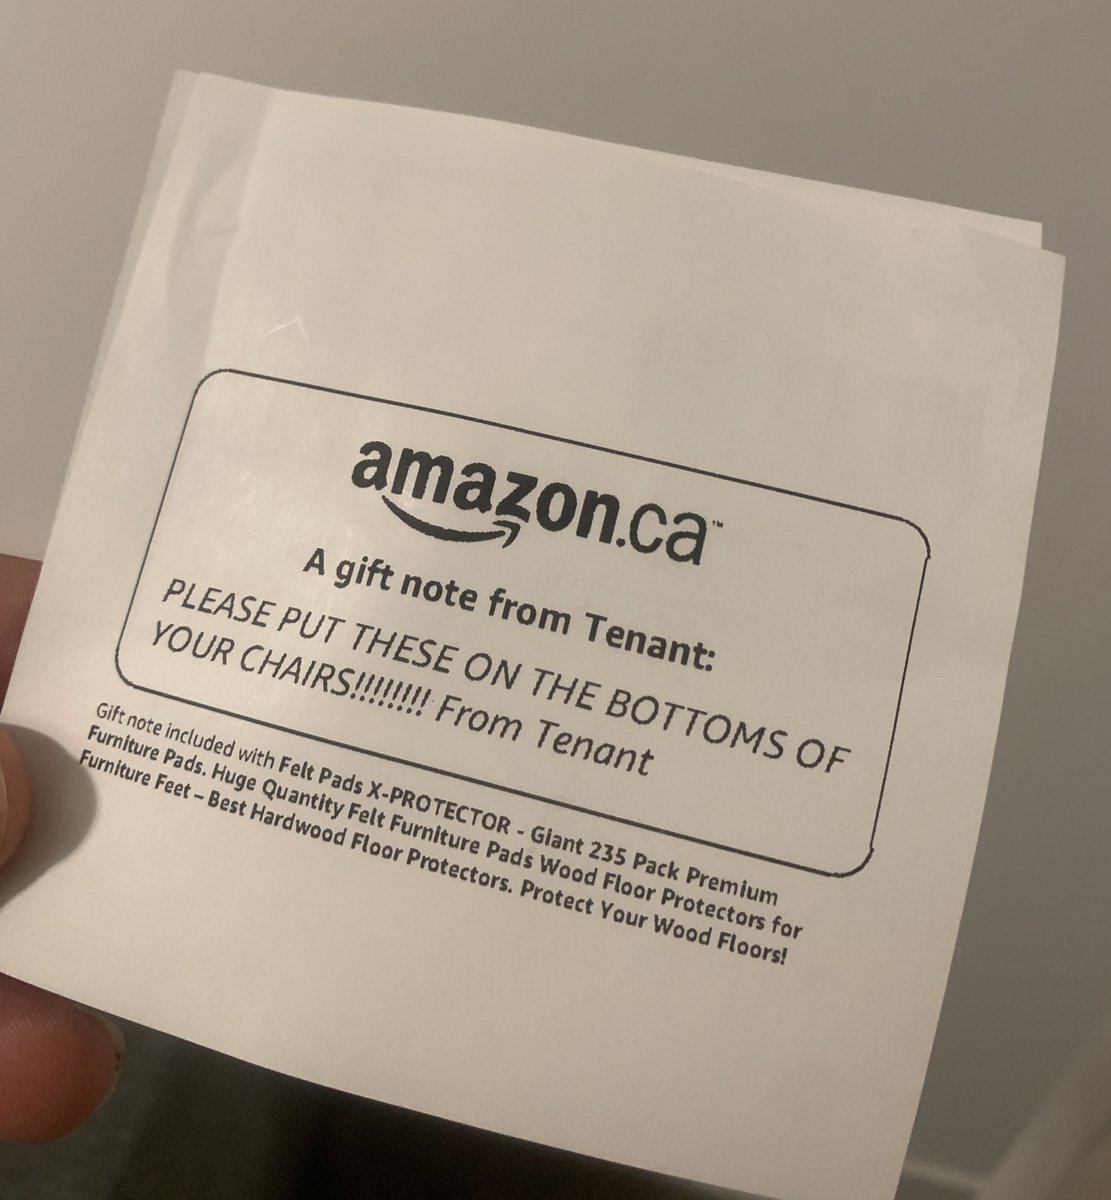 amazon.ca™
A gift note from Tenant:
PLEASE PUT THESE ON THE BOTTOMS OF
YOUR CHAIRS!!!!!!!! From Tenant
Gift note included with Felt Pads X-PROTECTOR - Giant 235 Pack Premium
Furniture Pads. Huge Quantity Felt Furniture Pads Wood Floor Protectors for
Furniture Feet – Best Hardwood Floor Protectors. Protect Your Wood Floors!